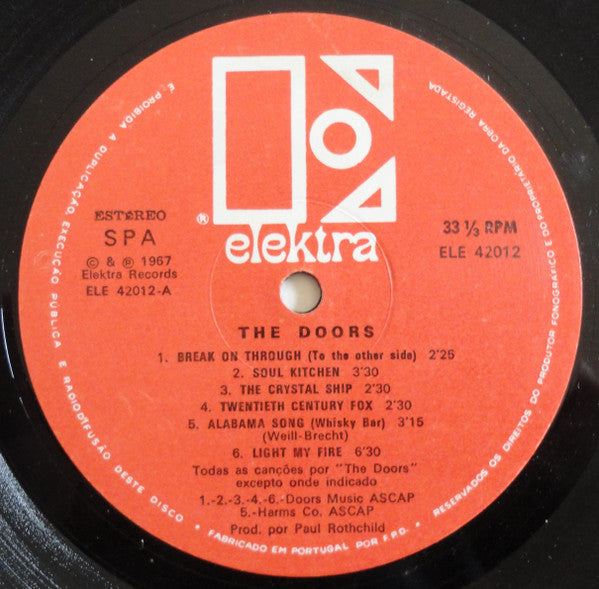 elektra
®
ESTÉREO
SPA
© & ℗ 1967
Elektra Records
ELE 42012-A
33 ⅓ RPM
ELE 42012
THE DOORS
1. BREAK ON THROUGH (To the other side) 2'25
2. SOUL KITCHEN 3'30
3. THE CRYSTAL SHIP 2'30
4. TWENTIETH CENTURY FOX 2'30
5. ALABAMA SONG (Whisky Bar) 3'15
(Weill-Brecht)
6. LIGHT MY FIRE 6'30
Todas as canções por "The Doors"
excepto onde indicado
1.-2.-3.-4.-6.-Doors Music ASCAP
5.-Harms Co. ASCAP
Prod. por Paul Rothchild
É PROIBIDA A DUPLICAÇÃO, EXECUÇÃO PÚBLICA E RADIODIFUSÃO DESTE DISCO * FABRICADO EM PORTUGAL POR F.P.D. * RESERVADOS OS DIREITOS DO PRODUTOR FONOGRÁFICO E DO PROPRIETÁRIO DA OBRA REGISTADA